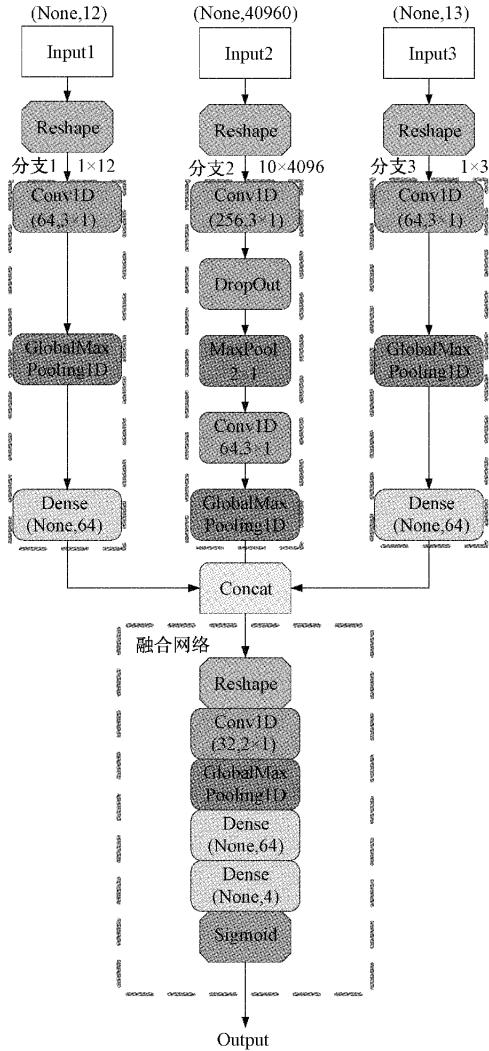 (None,12)
(None,40960)
(None,13)
Input1
Input2
Input3
Reshape
Reshape
Reshape
分支1
1×12
分支2
10×4096
分支3
1×3
Conv1D
(64,3×1)
Conv1D
(256,3×1)
Conv1D
(64,3×1)
DropOut
GlobalMax
Pooling1D
MaxPool
2×1
GlobalMax
Pooling1D
Conv1D
64,3×1
Dense
(None,64)
GlobalMax
Pooling1D
Dense
(None,64)
Concat
融合网络
Reshape
Conv1D
(32,2×1)
GlobalMax
Pooling1D
Dense
(None,64)
Dense
(None,4)
Sigmoid
Output